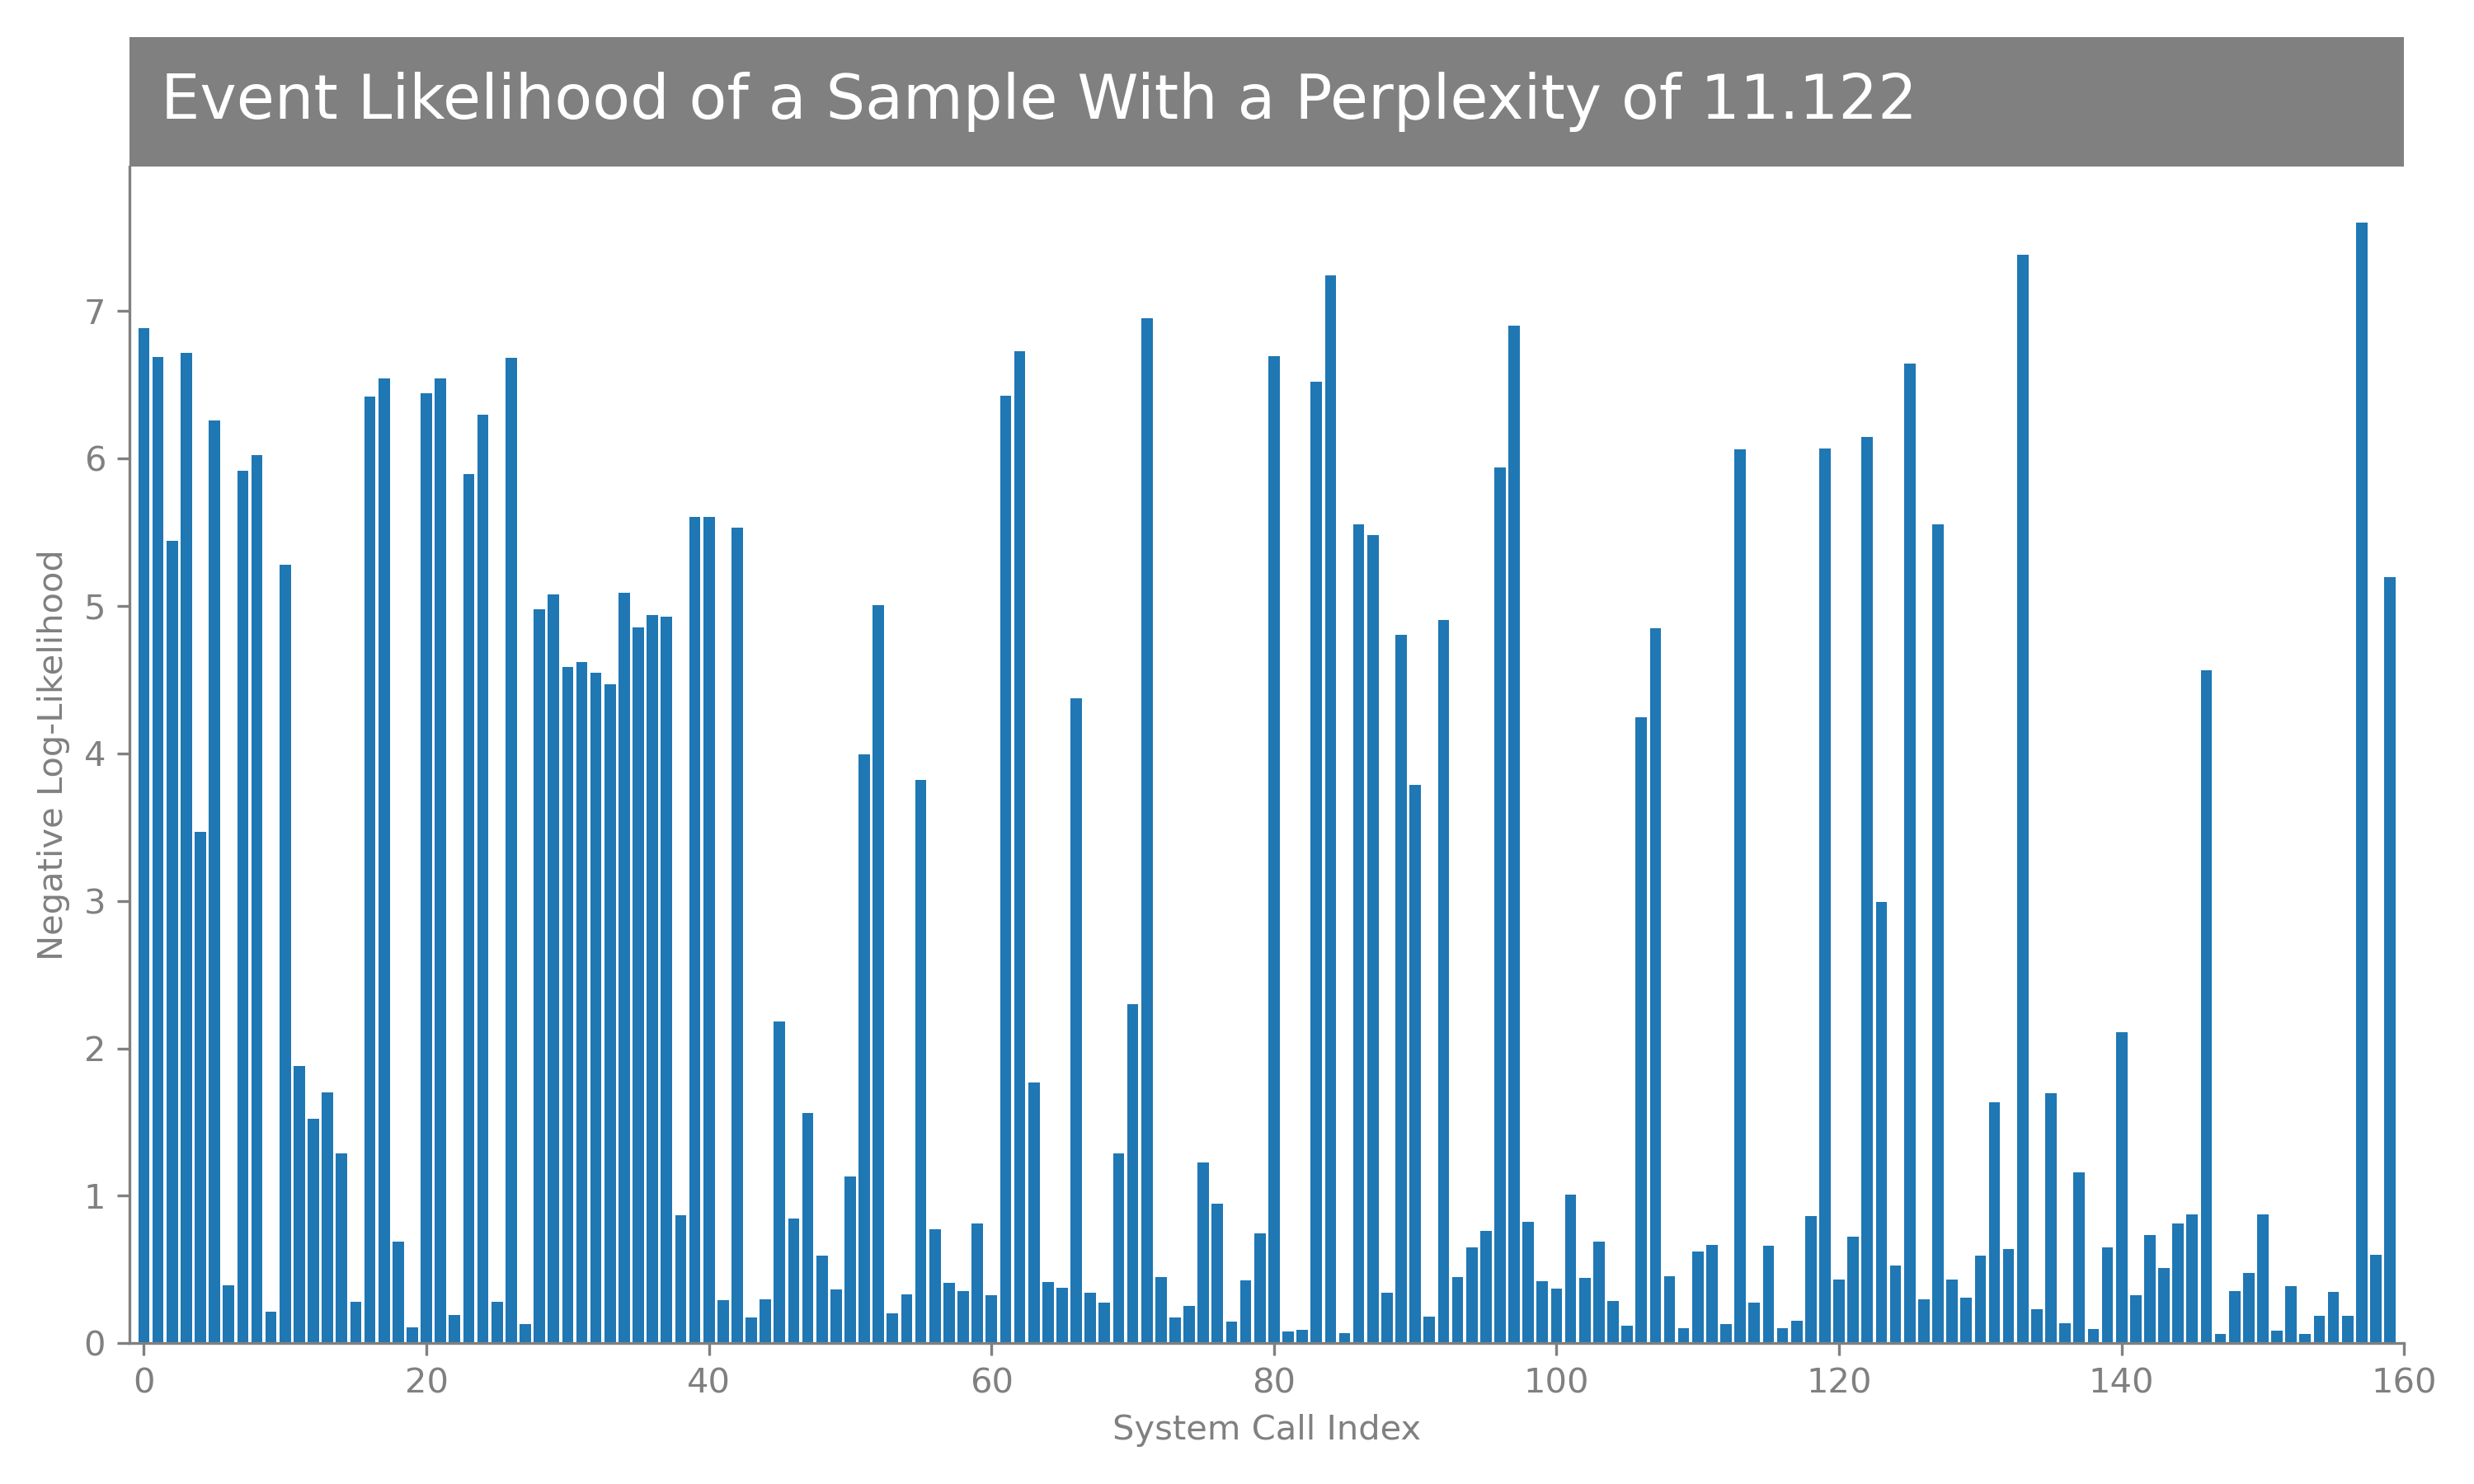 Event Likelihood of a Sample With a Perplexity of 11.122
Negative Log-Likelihood
7
6
5
4
3
2
1
0
0 20 40 60 80 100 120 140 160
System Call Index